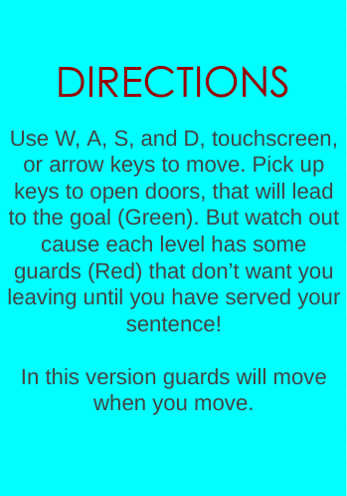 DIRECTIONS
Use W, A, S, and D, touchscreen,
or arrow keys to move. Pick up
keys to open doors, that will lead
to the goal (Green). But watch out
cause each level has some
guards (Red) that don’t want you
leaving until you have served your
sentence!
In this version guards will move
when you move.